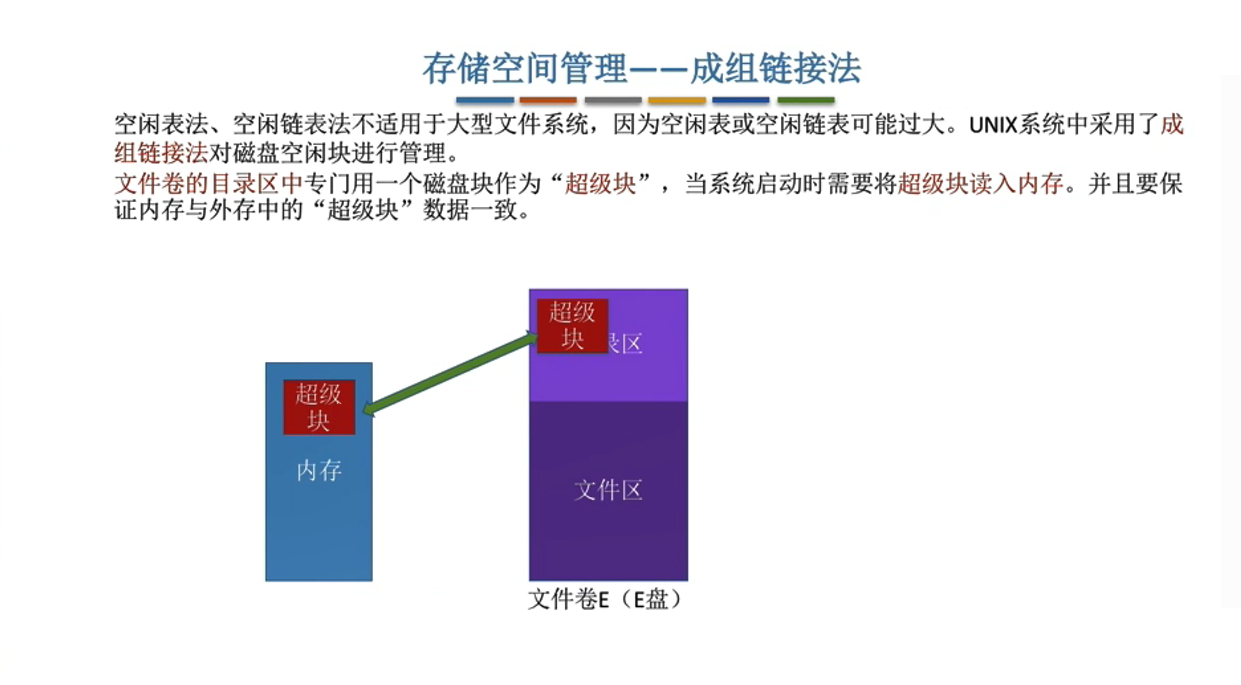 存储空间管理——成组链接法
空闲表法、空闲链表法不适用于大型文件系统，因为空闲表或空闲链表可能过大。UNIX系统中采用了成
组链接法对磁盘空闲块进行管理。
文件卷的目录区中专门用一个磁盘块作为“超级块”，当系统启动时需要将超级块读入内存。并且要保
证内存与外存中的“超级块”数据一致。
超级
块
录区
超级
块
内存
文件区
文件卷E（E盘）